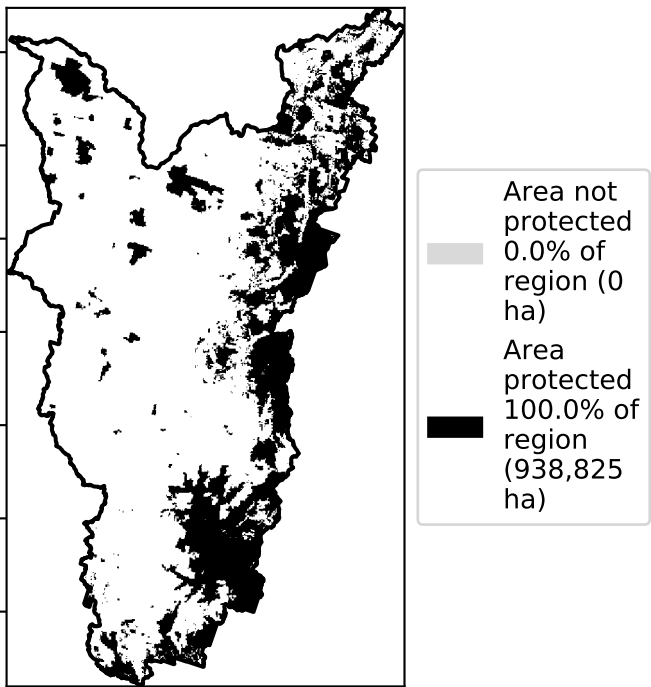 Area not
protected
0.0% of
region (0
ha)
Area
protected
100.0% of
region
(938,825
ha)